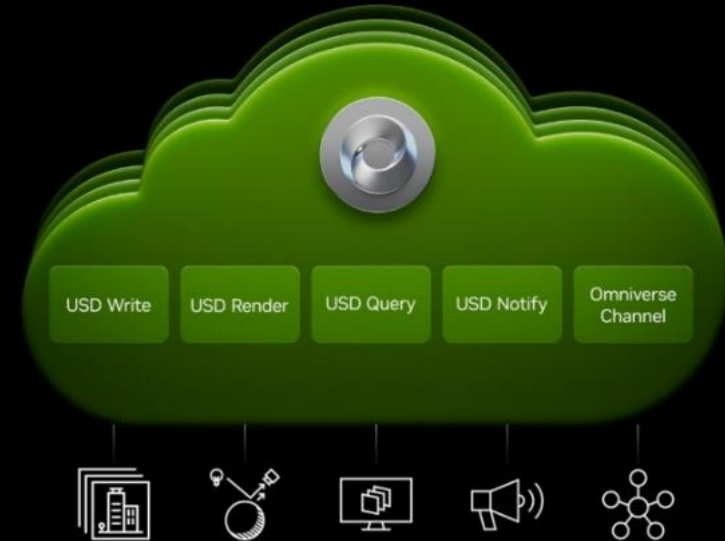 USD Write
USD Render
USD Query
USD Notify
Omniverse
Channel